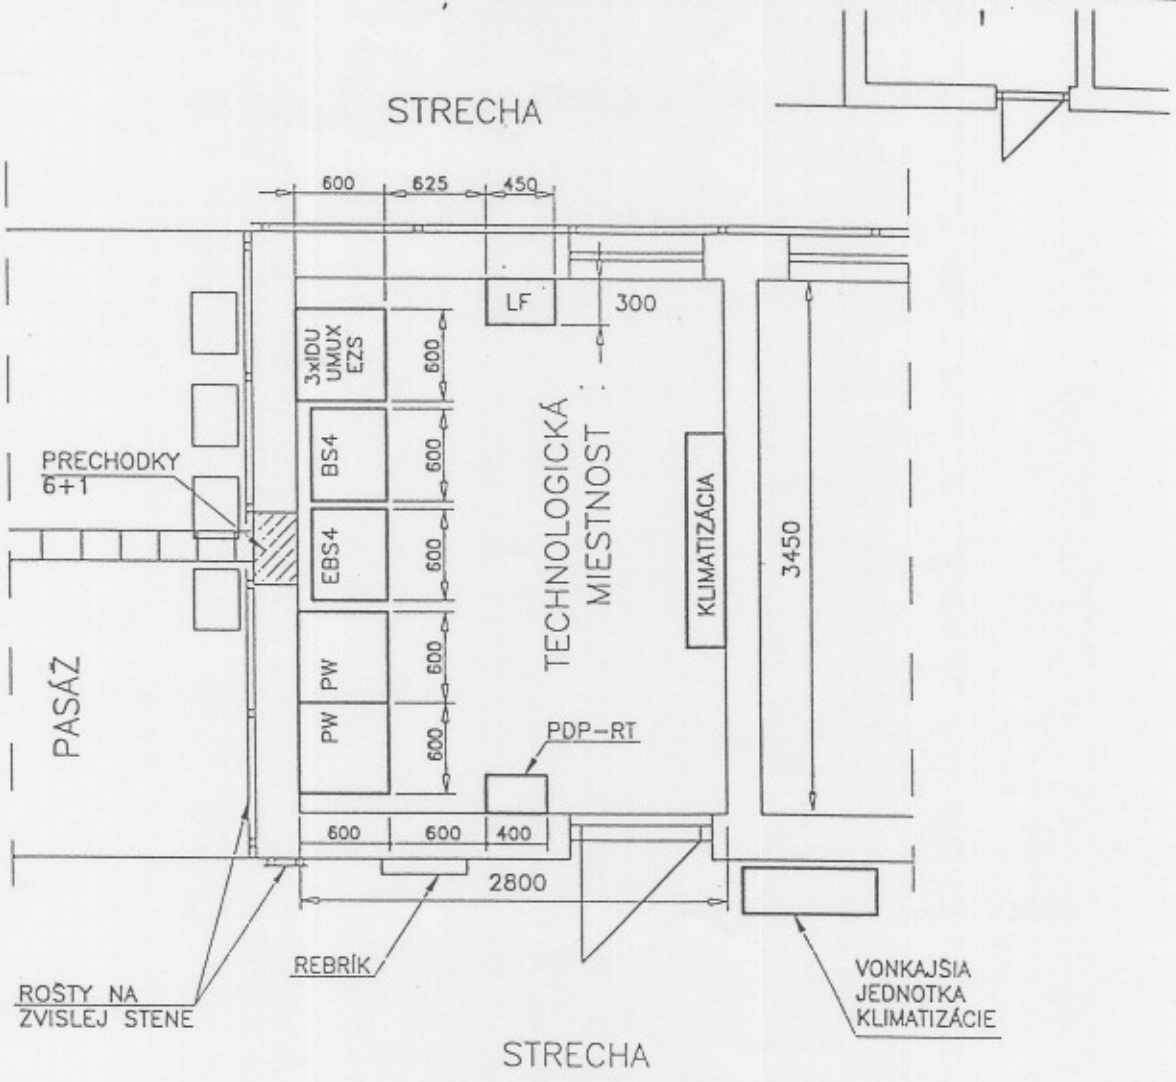 STRECHA
600
625
450
LF
300
3xIDU
UMUX
EZS
600
BS4
600
PRECHODKY
6+1
EBS4
600
TECHNOLOGICKÁ
MIESTNOSŤ
KLIMATIZÁCIA
3450
PASÁŽ
PW
600
PW
600
PDP-RT
600
600
400
2800
REBRÍK
ROŠTY NA
ZVISLEJ STENE
VONKAJŠIA
JEDNOTKA
KLIMATIZÁCIE
STRECHA